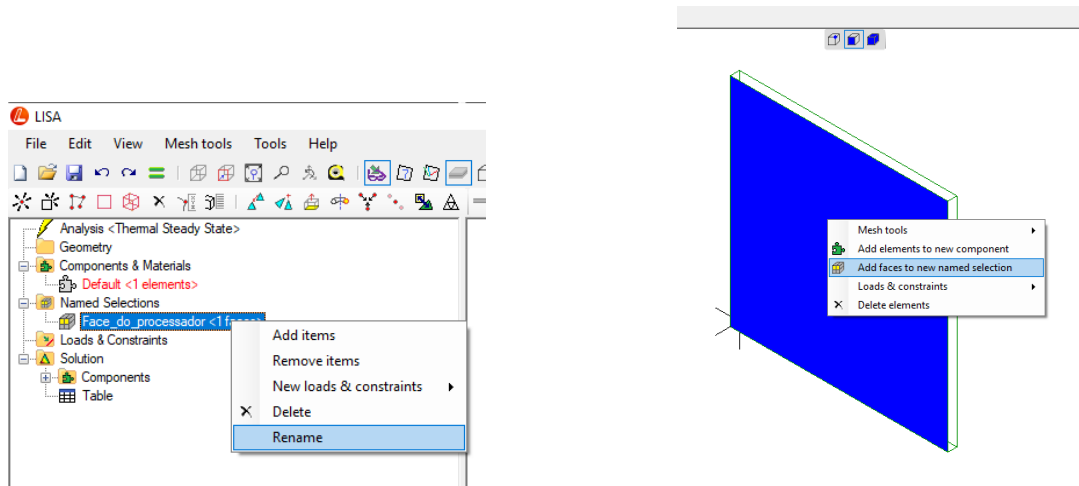 LISA
File Edit View Mesh tools Tools Help
Analysis <Thermal Steady State>
Geometry
Components & Materials
Default <1 elements>
Named Selections
Face_do_processador <1 face>
Loads & Constraints
Solution
Components
Table
Add items
Remove items
New loads & constraints
Delete
Rename
Mesh tools
Add elements to new component
Add faces to new named selection
Loads & constraints
Delete elements